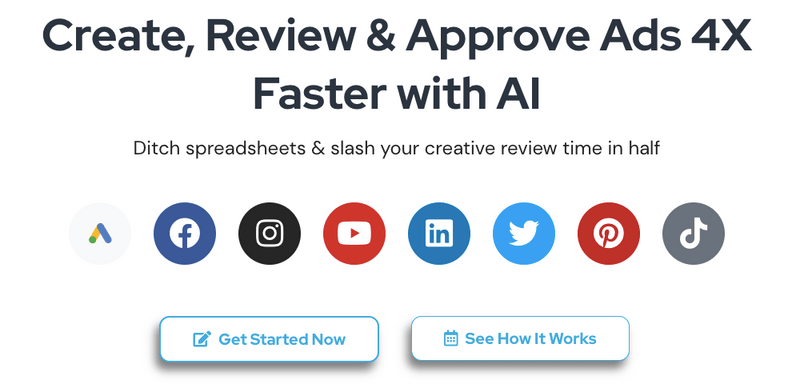 Create, Review & Approve Ads 4X
Faster with AI
Ditch spreadsheets & slash your creative review time in half
Get Started Now
See How It Works